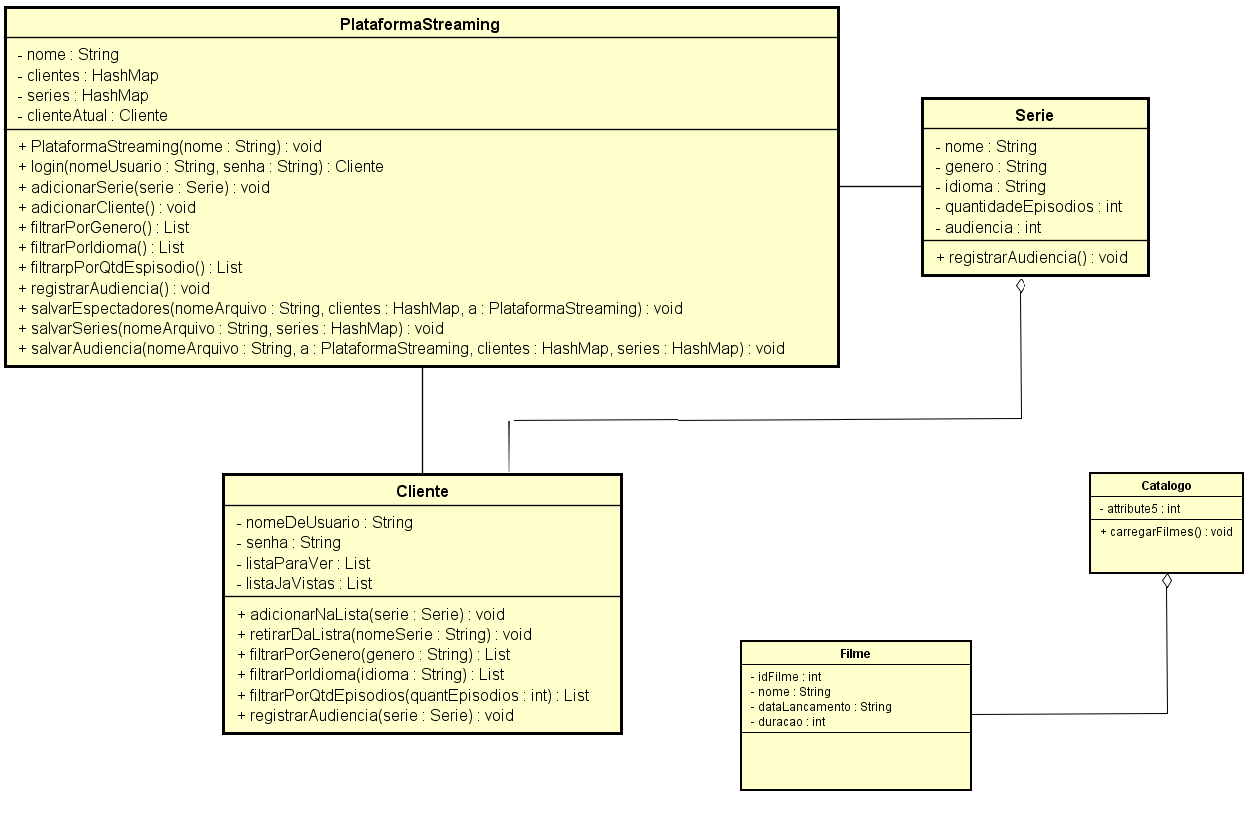 PlataformaStreaming
- nome : String
- clientes : HashMap
- series : HashMap
- clienteAtual : Cliente
+ PlataformaStreaming(nome : String) : void
+ login(nomeUsuario : String, senha : String) : Cliente
+ adicionarSerie(serie : Serie) : void
+ adicionarCliente() : void
+ filtrarPorGenero() : List
+ filtrarPorIdioma() : List
+ filtrarpPorQtdEspisodio() : List
+ registrarAudiencia() : void
+ salvarEspectadores(nomeArquivo : String, clientes : HashMap, a : PlataformaStreaming) : void
+ salvarSeries(nomeArquivo : String, series : HashMap) : void
+ salvarAudiencia(nomeArquivo : String, a : PlataformaStreaming, clientes : HashMap, series : HashMap) : void
Serie
- nome : String
- genero : String
- idioma : String
- quantidadeEpisodios : int
- audiencia : int
+ registrarAudiencia() : void
Cliente
- nomeDeUsuario : String
- senha : String
- listaParaVer : List
- listaJaVistas : List
+ adicionarNaLista(serie : Serie) : void
+ retirarDaListra(nomeSerie : String) : void
+ filtrarPorGenero(genero : String) : List
+ filtrarPorIdioma(idioma : String) : List
+ filtrarPorQtdEpisodios(quantEpisodios : int) : List
+ registrarAudiencia(serie : Serie) : void
Catalogo
- attribute5 : int
+ carregarFilmes() : void
Filme
- idFilme : int
- nome : String
- dataLancamento : String
- duracao : int